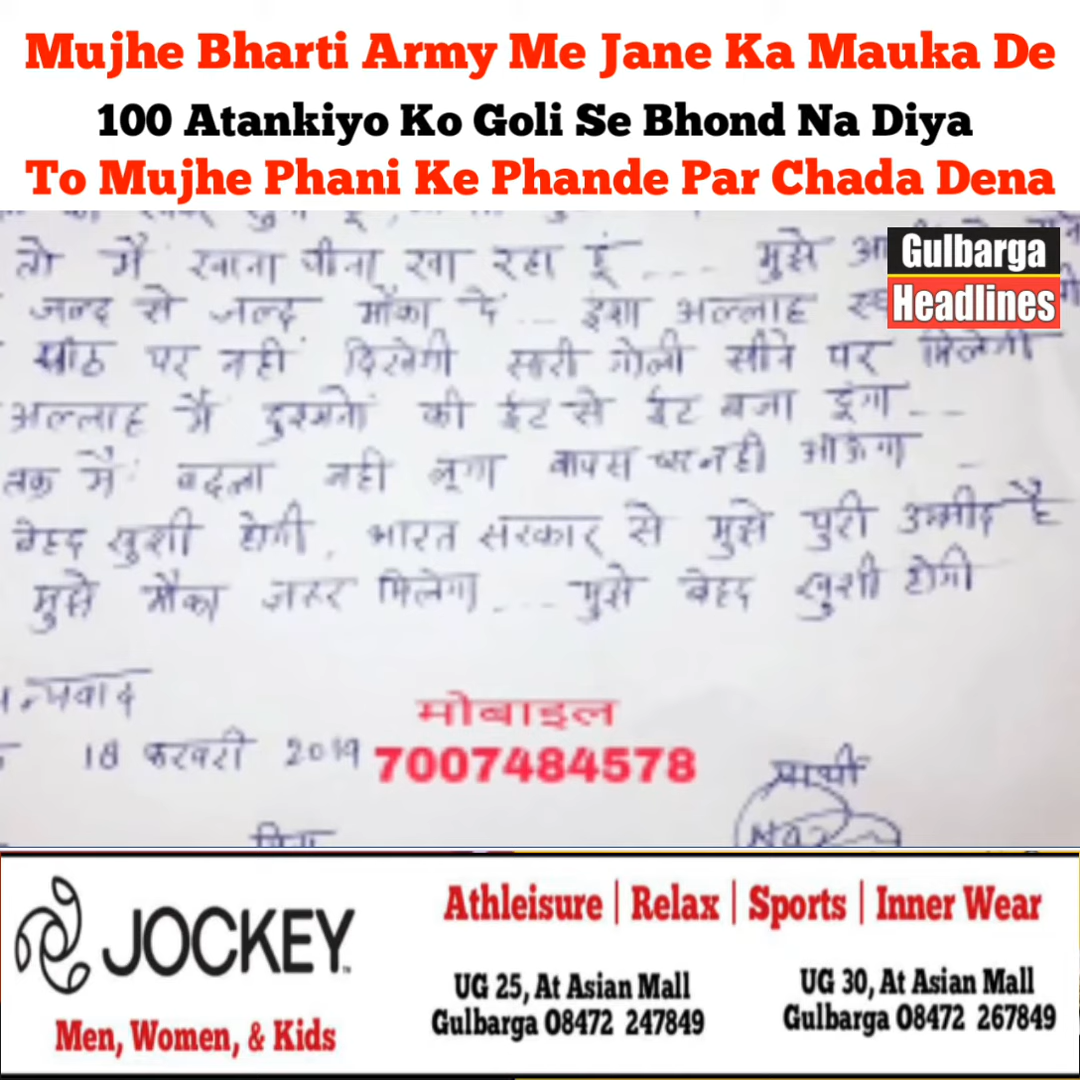 Mujhe Bharti Army Me Jane Ka Mauka De
100 Atankiyo Ko Goli Se Bhond Na Diya
To Mujhe Phani Ke Phande Par Chada Dena
Gulbarga
Headlines
तो मैं खाना पीना खा रहा हूं .... मुझे
जल्द से जल्द मौका दें ... इंशा अल्लाह
पीठ पर नहीं दिखेगी सारी गोली सीने पर मिलेगी
अल्लाह मैं दुश्मनों की ईट से ईट बजा दूंगा ...
तक मैं बदला नही लूगा वापस घर नही आऊंगा
बेहद खुशी होगी, भारत सरकार से मुझे पुरी उम्मीद है
मुझे मौका जरूर मिलेगा .... मुझे बेहद खुशी होगी
न्यवाद
18 फरवरी 2019
मोबाइल
7007484578
प्रार्थी
JOCKEY
Men, Women, & Kids
Athleisure | Relax | Sports | Inner Wear
UG 25, At Asian Mall
Gulbarga 08472 247849
UG 30, At Asian Mall
Gulbarga 08472 267849